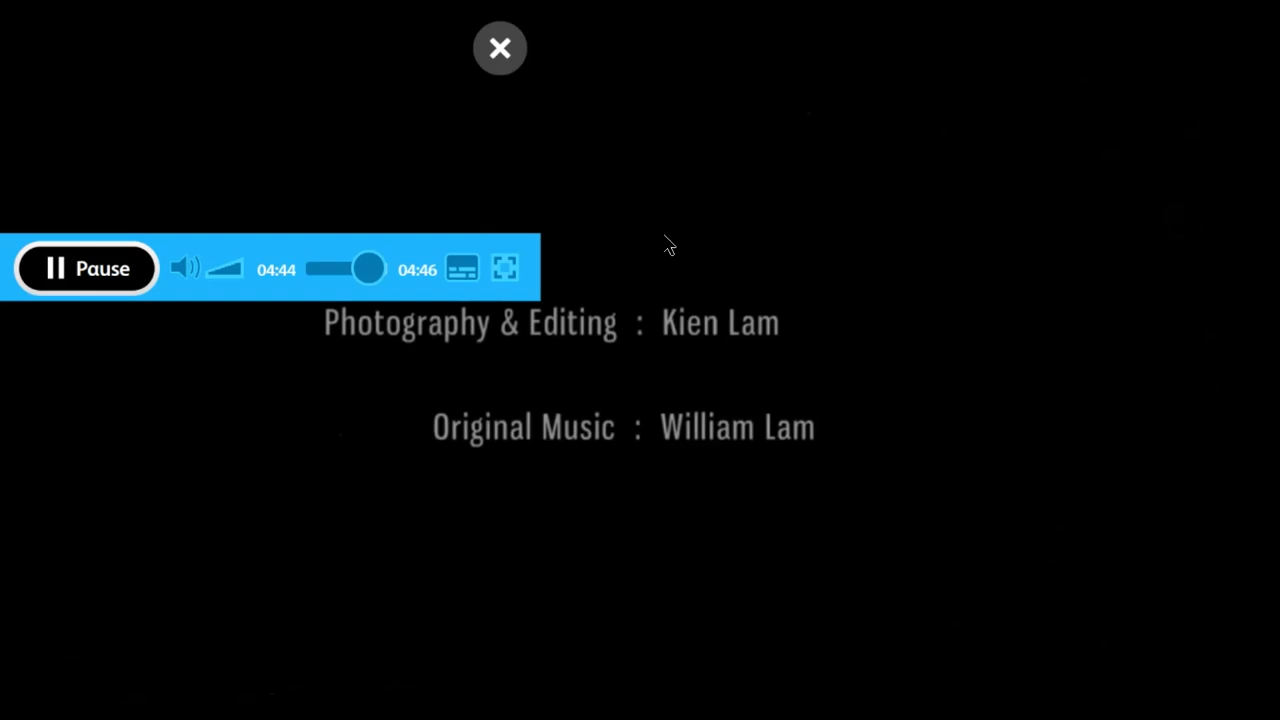 Pause 04:44 04:46
Photography & Editing : Kien Lam
Original Music : William Lam